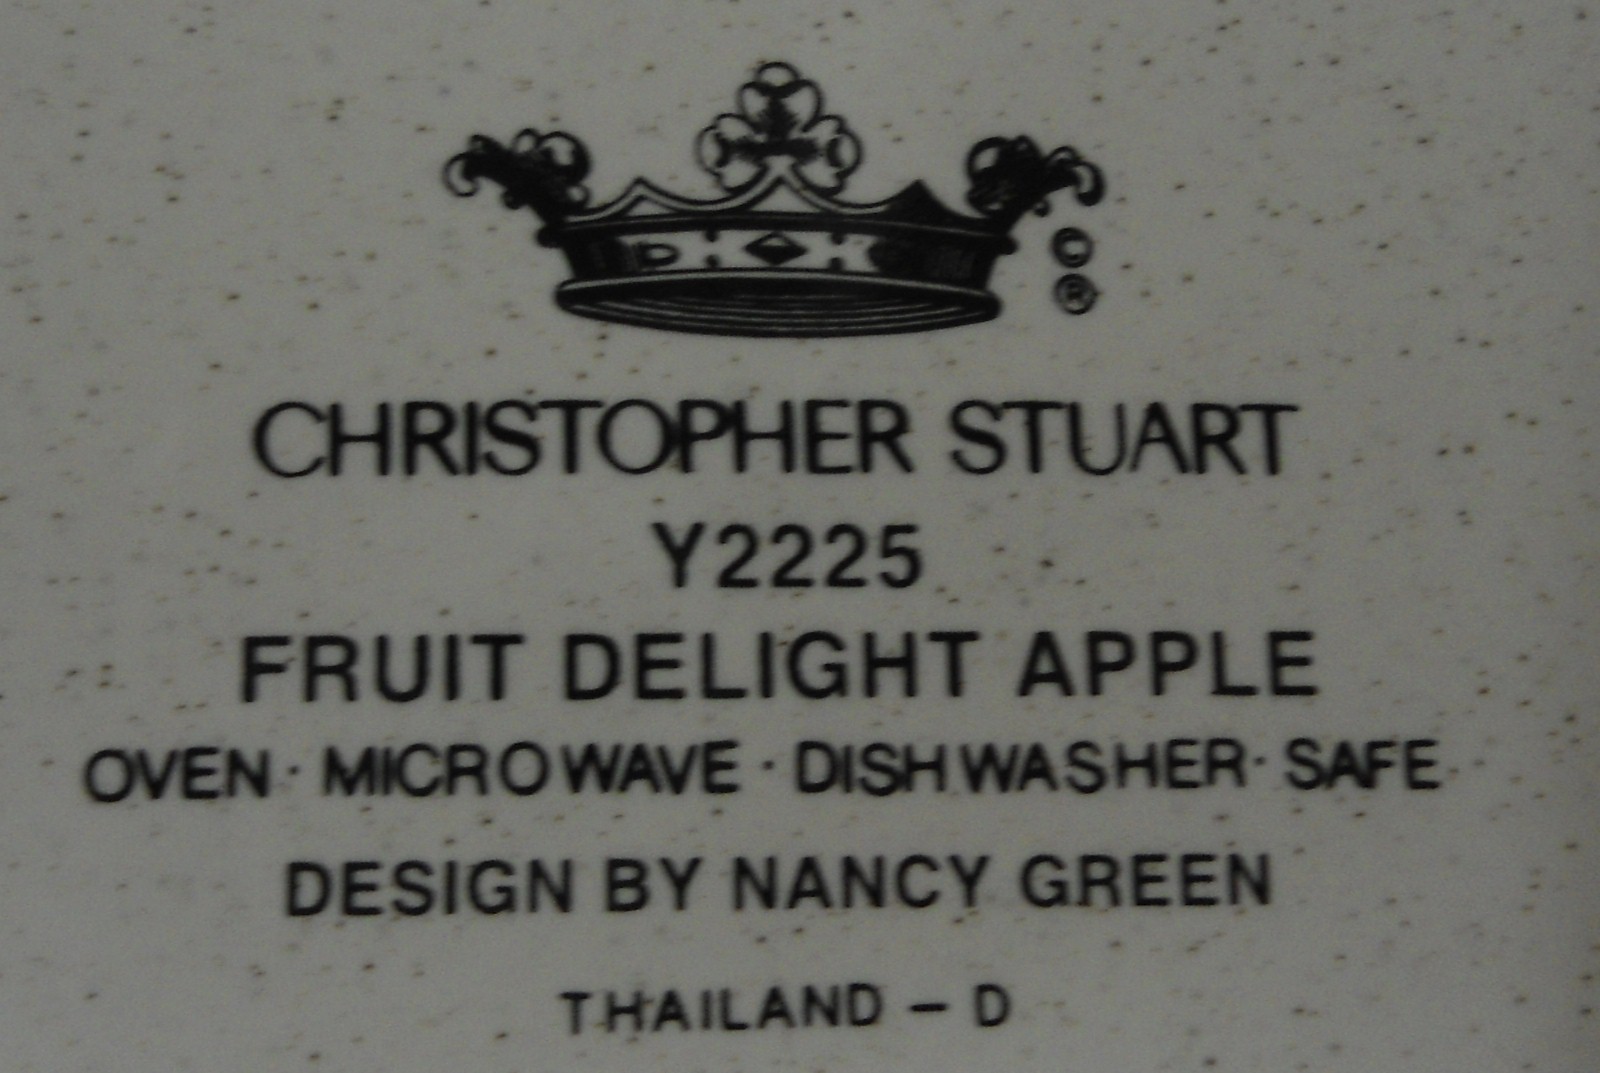 ©
®
CHRISTOPHER STUART
Y2225
FRUIT DELIGHT APPLE
OVEN · MICROWAVE · DISHWASHER · SAFE
DESIGN BY NANCY GREEN
THAILAND – D